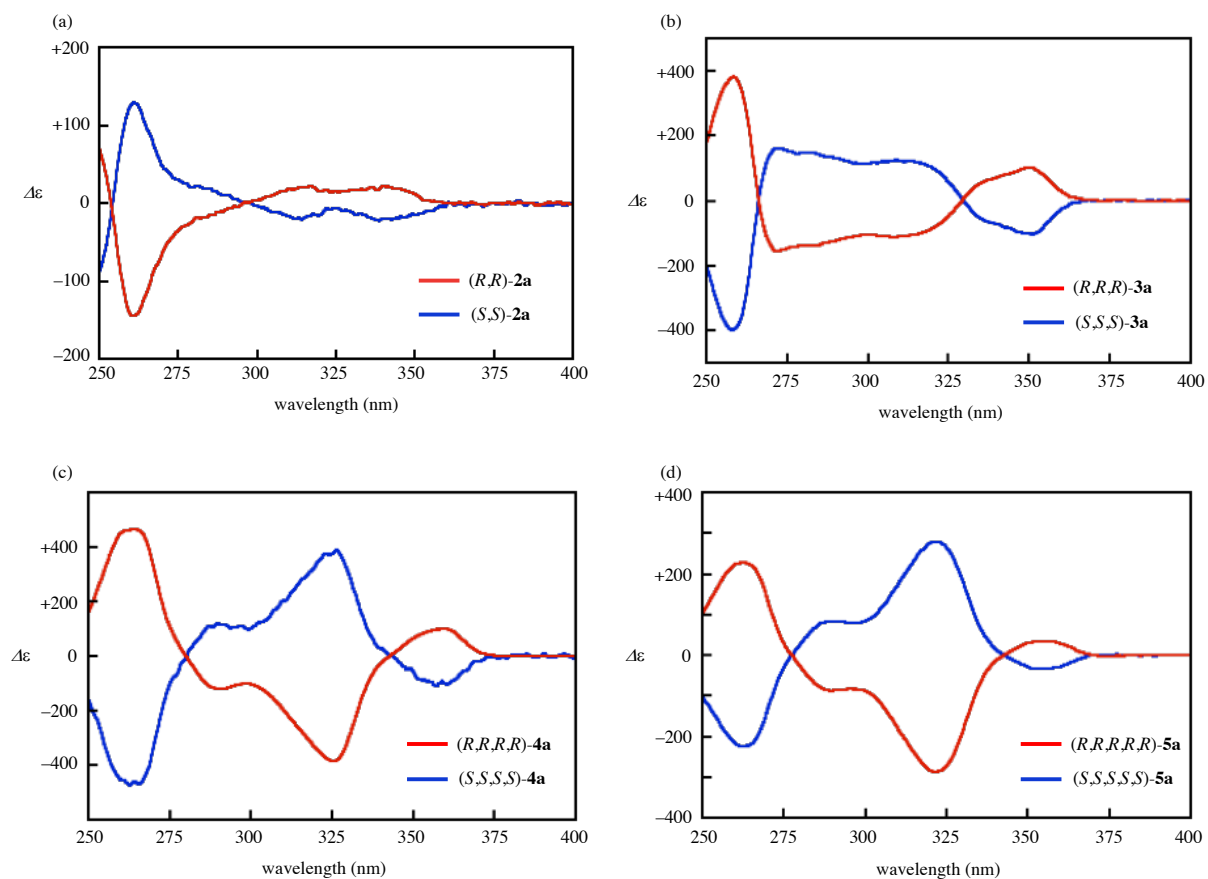 (a)
+200
+100
0
−100
−200
Δε
250 275 300 325 350 375 400
wavelength (nm)
(R,R)-2a
(S,S)-2a
(b)
+400
+200
0
−200
−400
Δε
250 275 300 325 350 375 400
wavelength (nm)
(R,R,R)-3a
(S,S,S)-3a
(c)
+400
+200
0
−200
−400
Δε
250 275 300 325 350 375 400
wavelength (nm)
(R,R,R,R)-4a
(S,S,S,S)-4a
(d)
+400
+200
0
−200
−400
Δε
250 275 300 325 350 375 400
wavelength (nm)
(R,R,R,R,R)-5a
(S,S,S,S,S)-5a